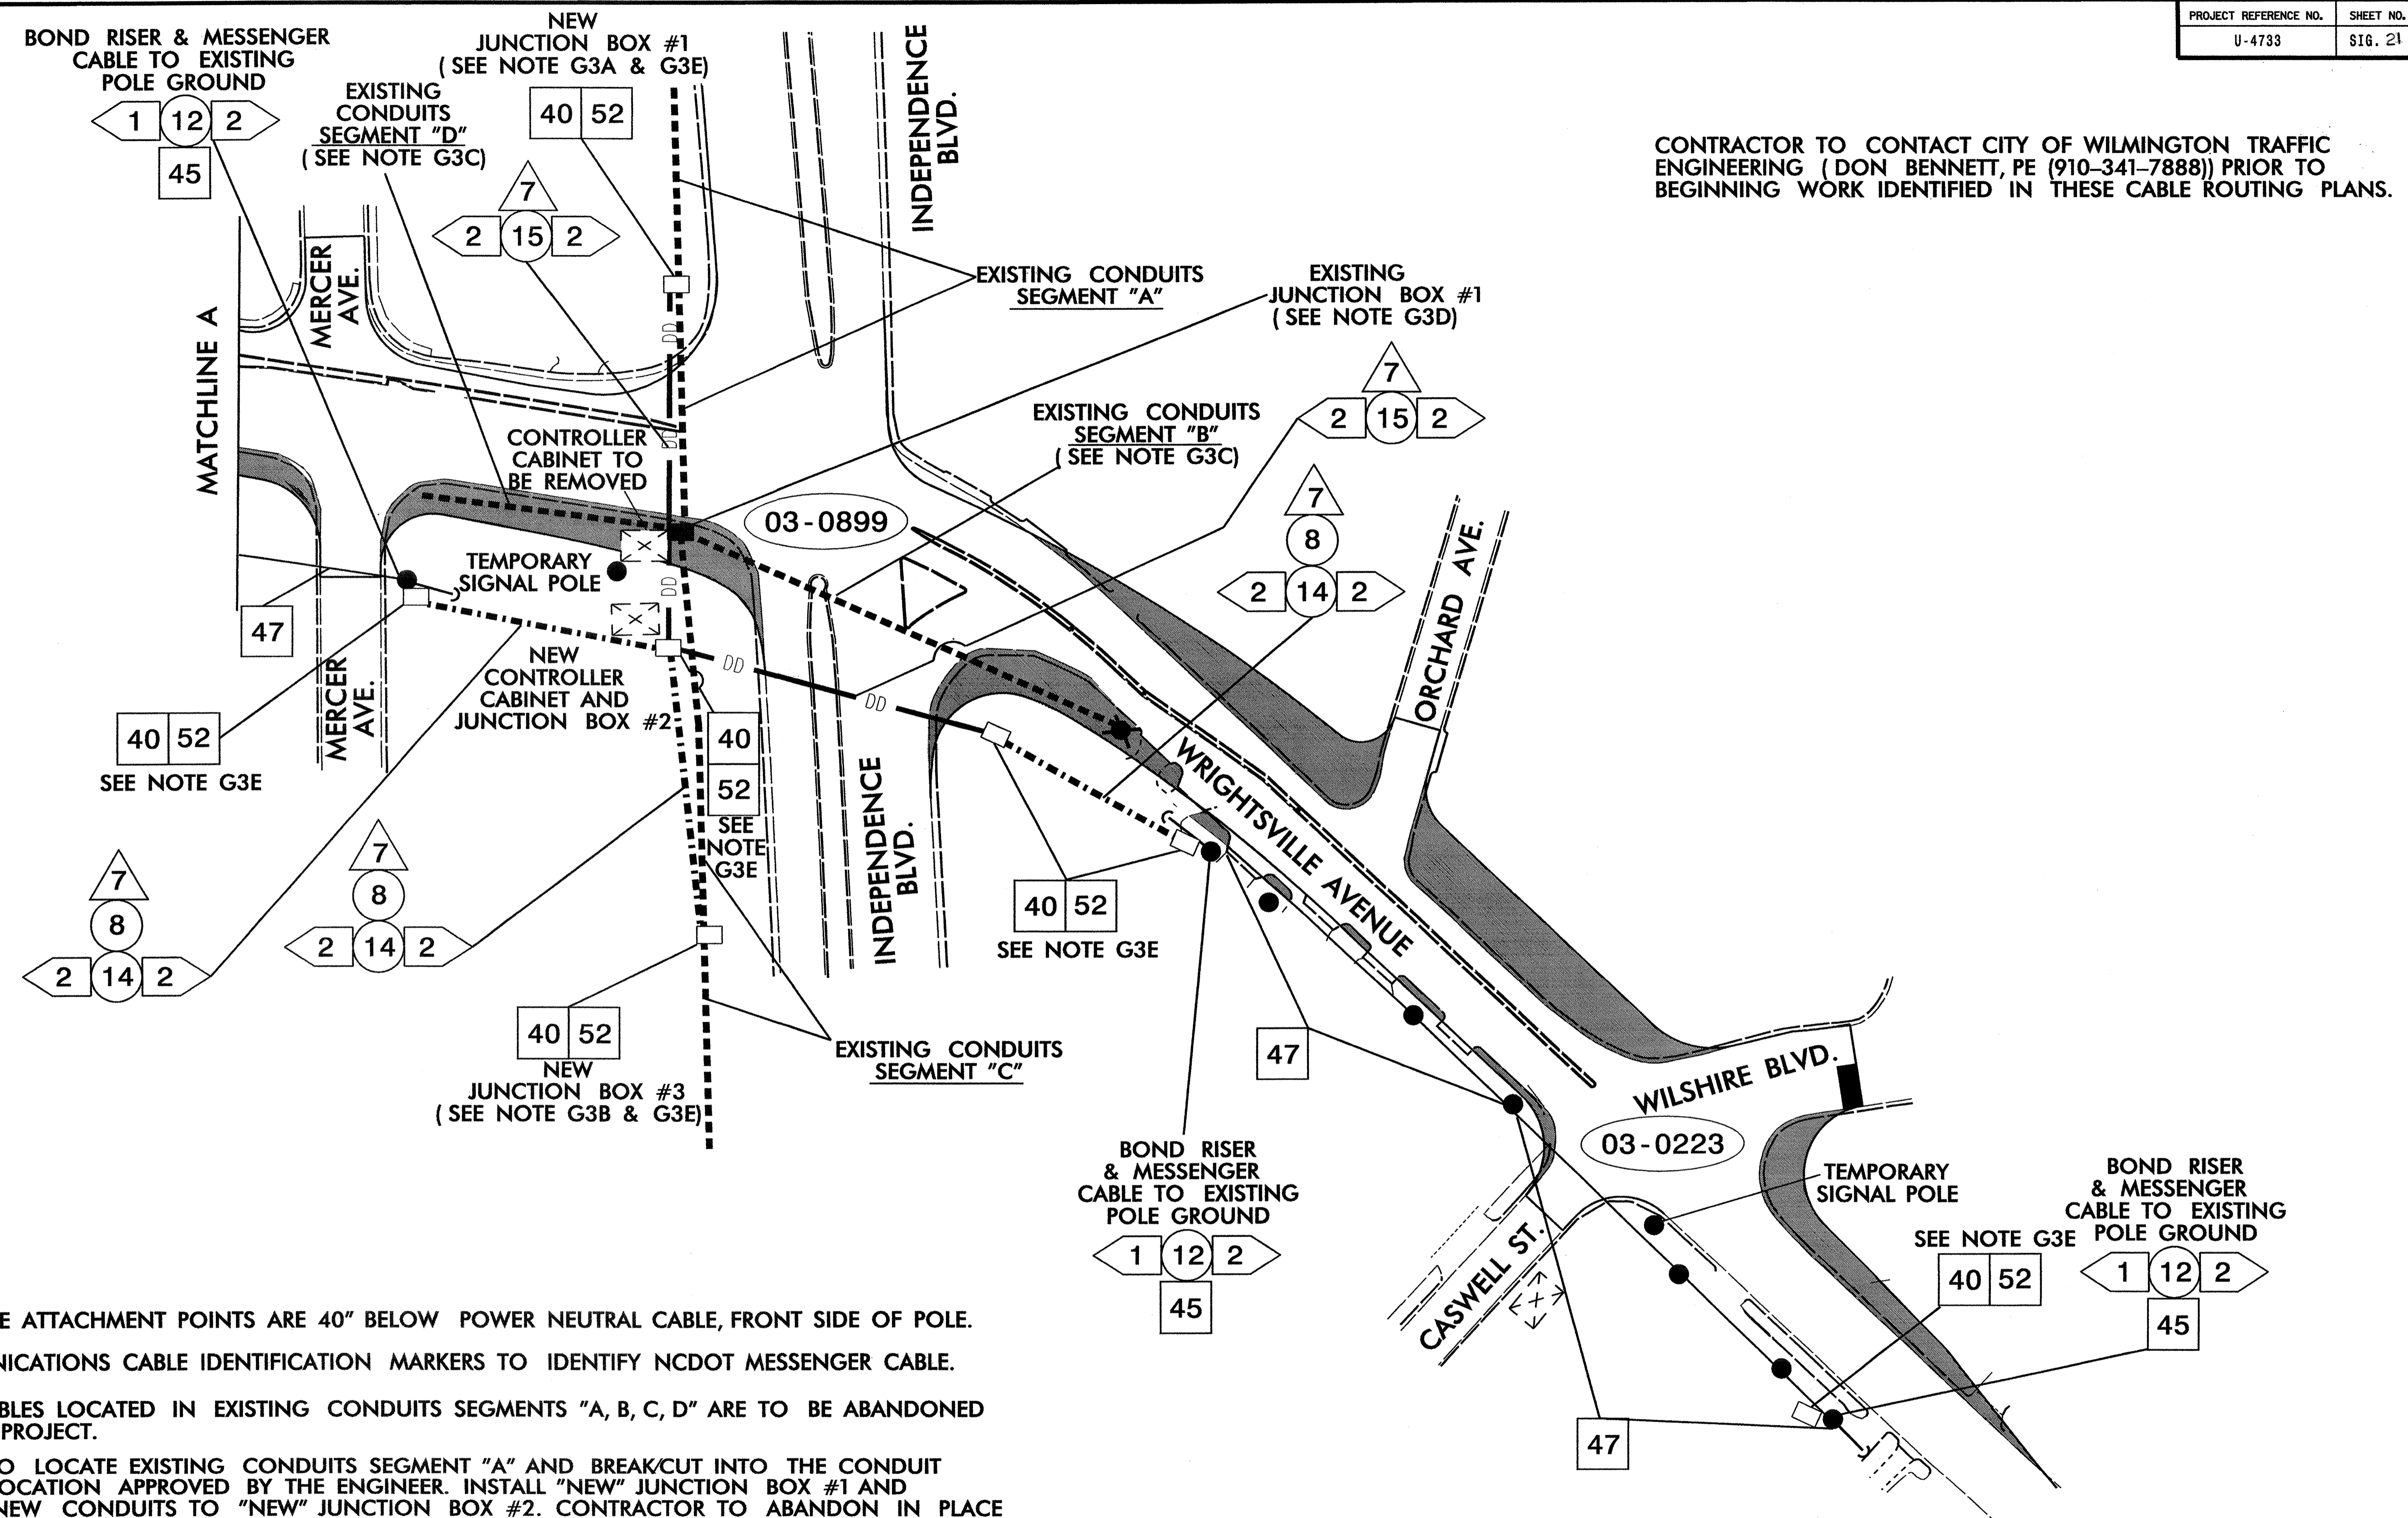 PROJECT REFERENCE NO.
SHEET NO.
U-4733
SIG. 21
BOND RISER & MESSENGER
CABLE TO EXISTING
POLE GROUND
1 12 2
45
NEW
JUNCTION BOX #1
( SEE NOTE G3A & G3E)
40 52
EXISTING
CONDUITS
SEGMENT "D"
( SEE NOTE G3C)
7
2 15 2
INDEPENDENCE
BLVD.
CONTRACTOR TO CONTACT CITY OF WILMINGTON TRAFFIC
ENGINEERING ( DON BENNETT, PE (910-341-7888)) PRIOR TO
BEGINNING WORK IDENTIFIED IN THESE CABLE ROUTING PLANS.
MATCHLINE A
MERCER
AVE.
EXISTING CONDUITS
SEGMENT "A"
EXISTING
JUNCTION BOX #1
( SEE NOTE G3D)
7
2 15 2
EXISTING CONDUITS
SEGMENT "B"
( SEE NOTE G3C)
DD
DD
CONTROLLER
CABINET TO
BE REMOVED
03-0899
7
8
2 14 2
ORCHARD AVE.
TEMPORARY
SIGNAL POLE
DD
47
NEW
CONTROLLER
CABINET AND
JUNCTION BOX #2
MERCER
AVE.
DD
DD
40 52
SEE NOTE G3E
40
52
SEE
NOTE
G3E
INDEPENDENCE
BLVD.
WRIGHTSVILLE AVENUE
7
8
2 14 2
7
8
2 14 2
40 52
SEE NOTE G3E
40 52
NEW
JUNCTION BOX #3
( SEE NOTE G3B & G3E)
EXISTING CONDUITS
SEGMENT "C"
47
WILSHIRE BLVD.
03-0223
BOND RISER
& MESSENGER
CABLE TO EXISTING
POLE GROUND
1 12 2
45
TEMPORARY
SIGNAL POLE
BOND RISER
& MESSENGER
CABLE TO EXISTING
POLE GROUND
1 12 2
45
SEE NOTE G3E
40 52
CASWELL ST.
47
E ATTACHMENT POINTS ARE 40" BELOW POWER NEUTRAL CABLE, FRONT SIDE OF POLE.
NICATIONS CABLE IDENTIFICATION MARKERS TO IDENTIFY NCDOT MESSENGER CABLE.
BLES LOCATED IN EXISTING CONDUITS SEGMENTS "A, B, C, D" ARE TO BE ABANDONED
PROJECT.
O LOCATE EXISTING CONDUITS SEGMENT "A" AND BREAK/CUT INTO THE CONDUIT
OCATION APPROVED BY THE ENGINEER. INSTALL "NEW" JUNCTION BOX #1 AND
NEW CONDUITS TO "NEW" JUNCTION BOX #2. CONTRACTOR TO ABANDON IN PLACE